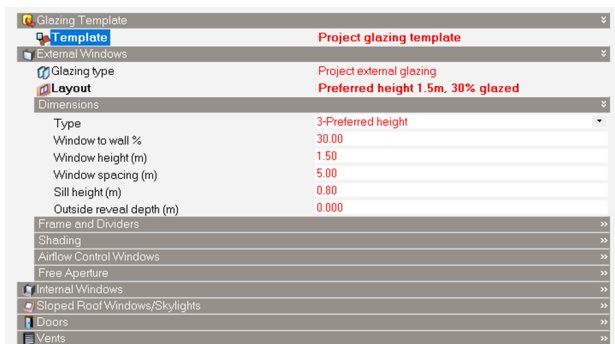 Glazing Template
Template Project glazing template
External Windows
Glazing type Project external glazing
Layout Preferred height 1.5m, 30% glazed
Dimensions
Type 3-Preferred height
Window to wall % 30.00
Window height (m) 1.50
Window spacing (m) 5.00
Sill height (m) 0.80
Outside reveal depth (m) 0.000
Frame and Dividers
Shading
Airflow Control Windows
Free Aperture
Internal Windows
Sloped Roof Windows/Skylights
Doors
Vents